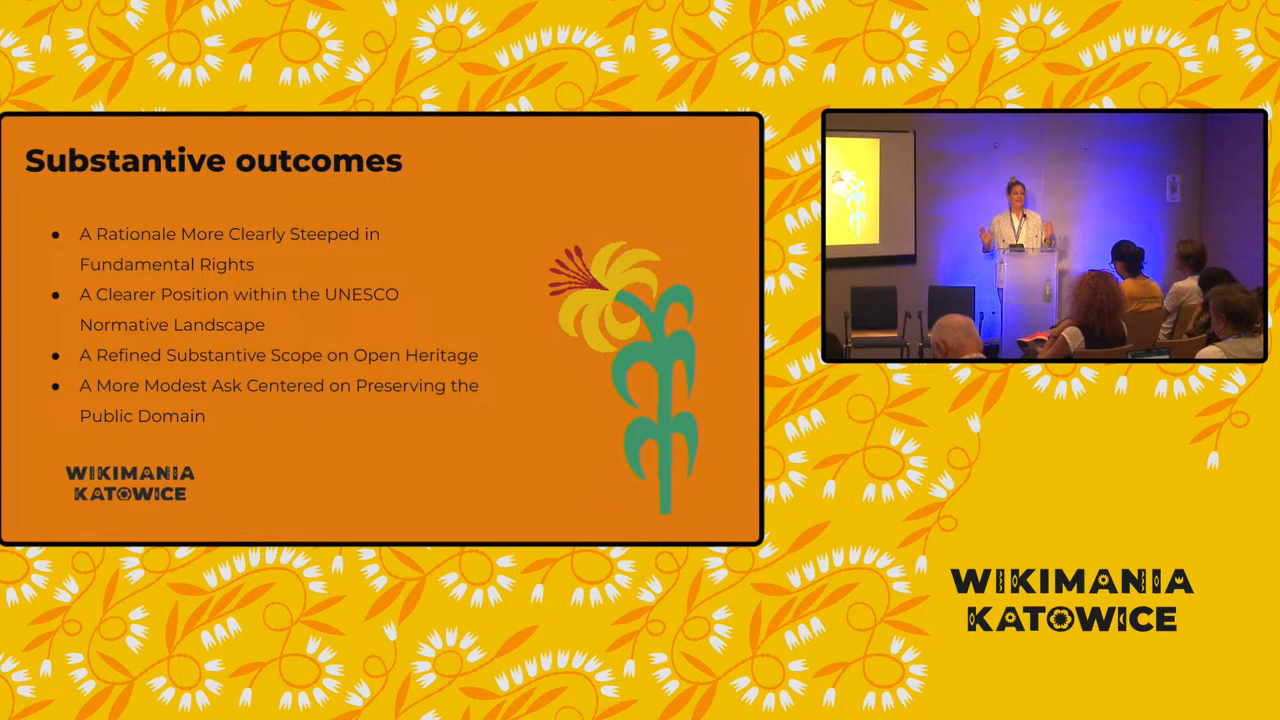 Substantive outcomes
● A Rationale More Clearly Steeped in
Fundamental Rights
● A Clearer Position within the UNESCO
Normative Landscape
● A Refined Substantive Scope on Open Heritage
● A More Modest Ask Centered on Preserving the
Public Domain
WIKIMANIA
KATOWICE
WIKIMANIA
KATOWICE